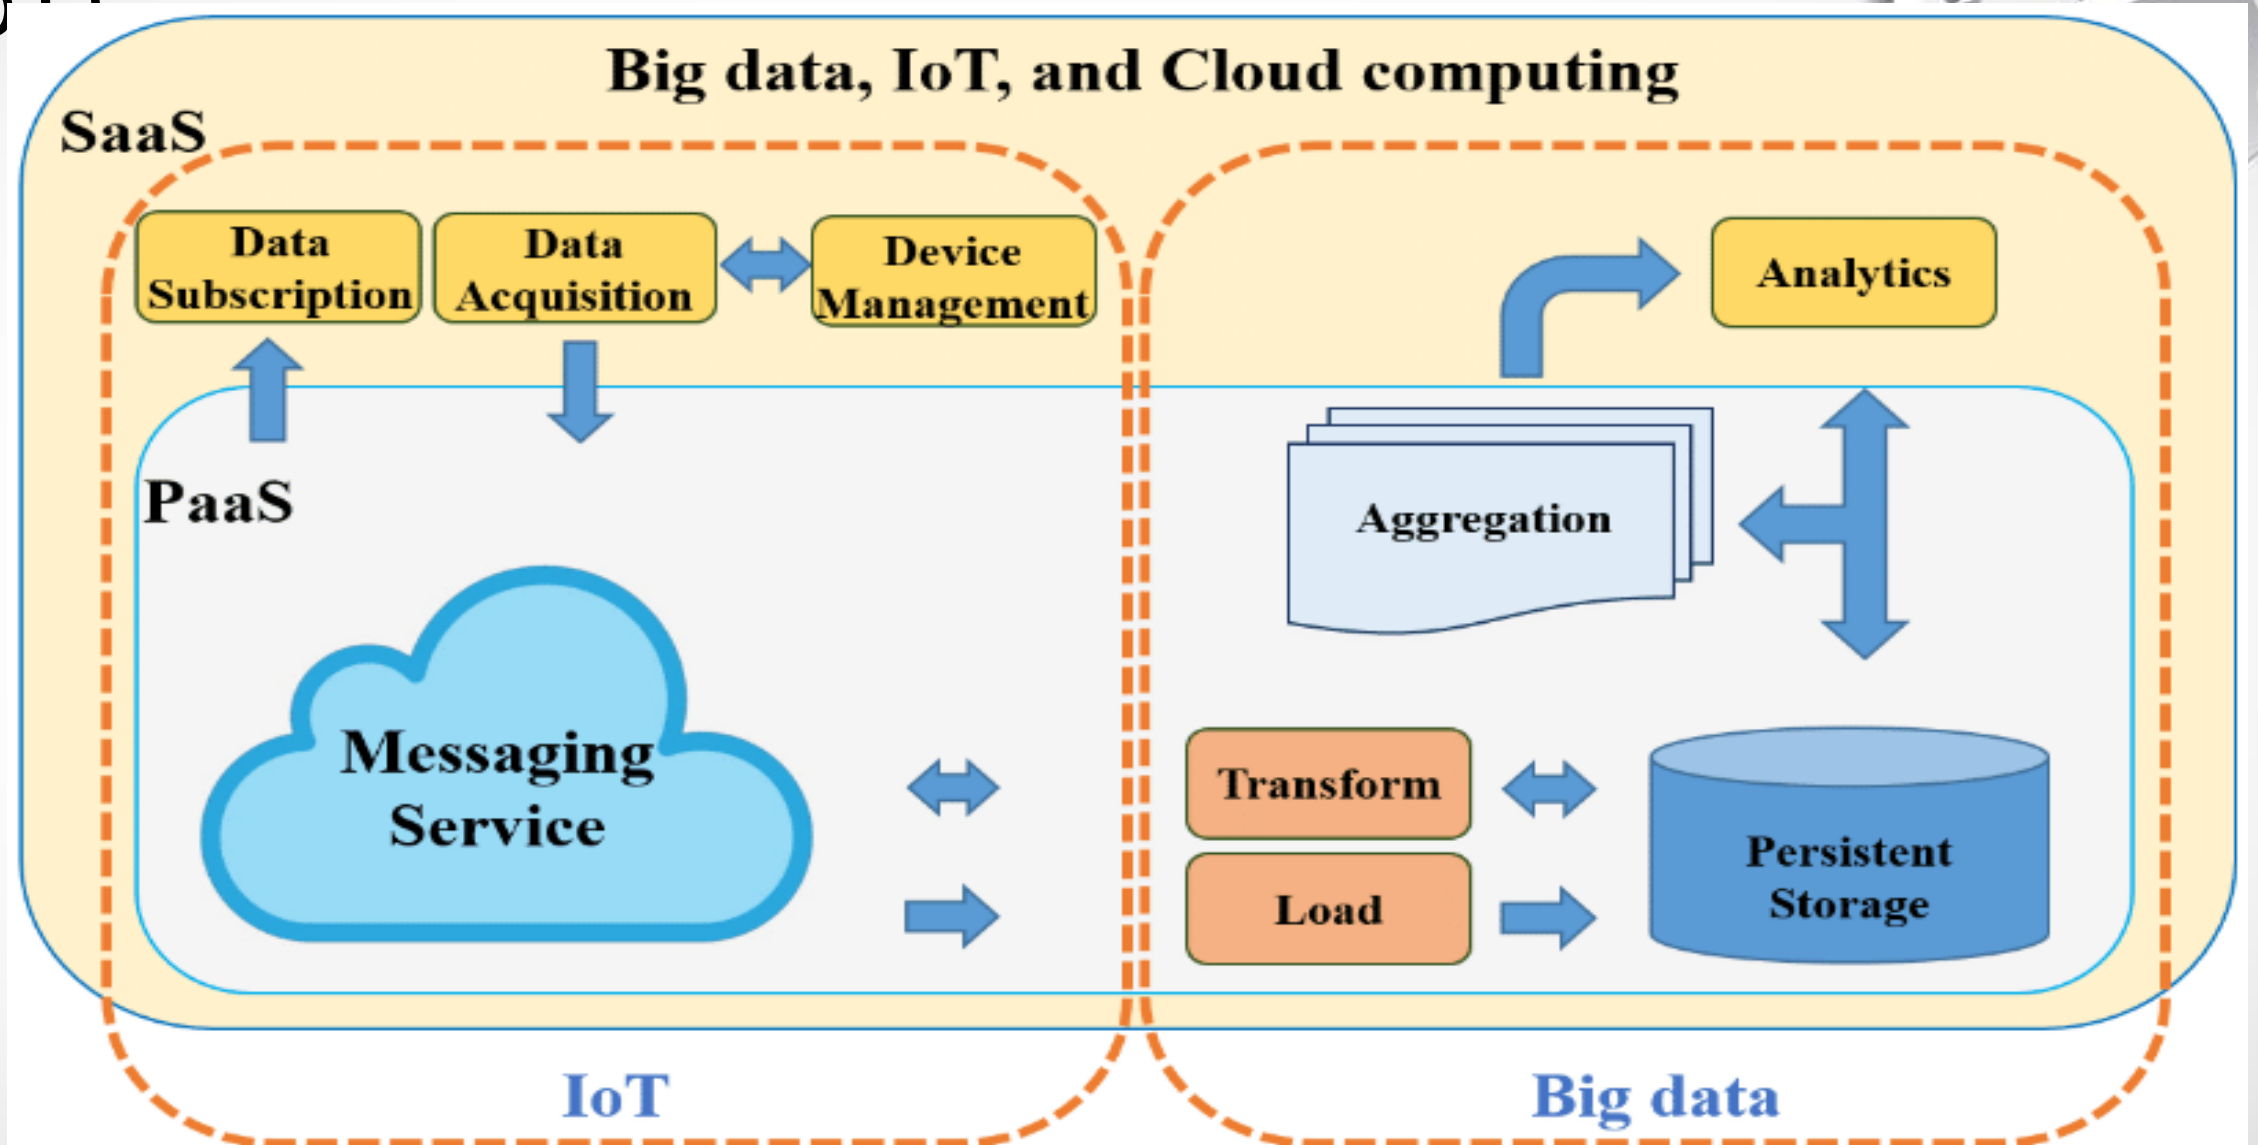 Big data, IoT, and Cloud computing
SaaS
Data
Subscription
Data
Acquisition
Device
Management
Analytics
PaaS
Aggregation
Messaging
Service
Transform
Load
Persistent
Storage
IoT
Big data